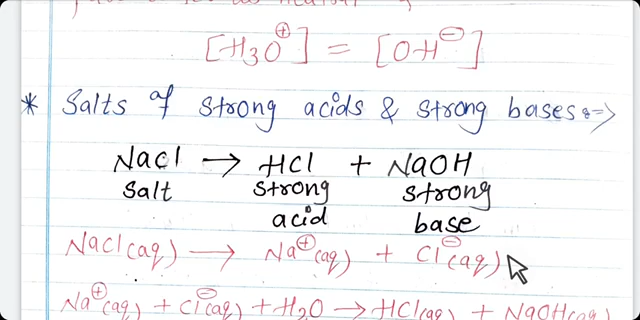 [H3O⊕] = [OH⊖]
* Salts of strong acids & strong bases :=>
NaCl → HCl + NaOH
salt strong strong
acid base
NaCl(aq) → Na⊕(aq) + Cl⊖(aq)
Na⊕(aq) + Cl⊖(aq) + H2O → HCl(aq) + NaOH(aq)